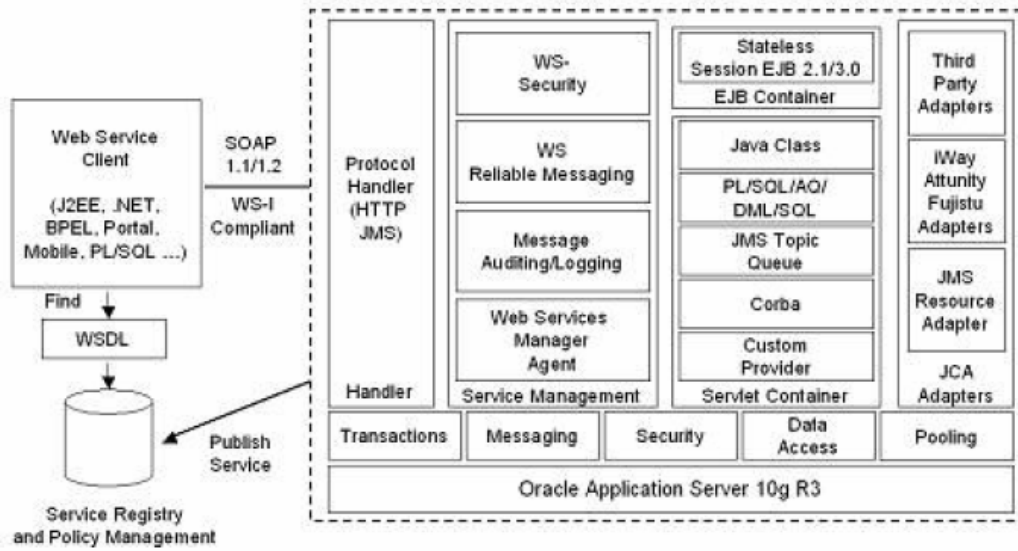 Web Service
Client
(J2EE, .NET,
BPEL, Portal,
Mobile, PL/SQL ...)
SOAP
1.1/1.2
WS-I
Compliant
Find
WSDL
Publish
Service
Service Registry
and Policy Management
Protocol
Handler
(HTTP
JMS)
Handler
WS-
Security
WS
Reliable Messaging
Message
Auditing/Logging
Web Services
Manager
Agent
Service Management
Stateless
Session EJB 2.1/3.0
EJB Container
Java Class
PL/SQL/AQ/
DML/SQL
JMS Topic
Queue
Corba
Custom
Provider
Servlet Container
Third
Party
Adapters
iWay
Attunity
Fujistu
Adapters
JMS
Resource
Adapter
JCA
Adapters
Transactions
Messaging
Security
Data
Access
Pooling
Oracle Application Server 10g R3